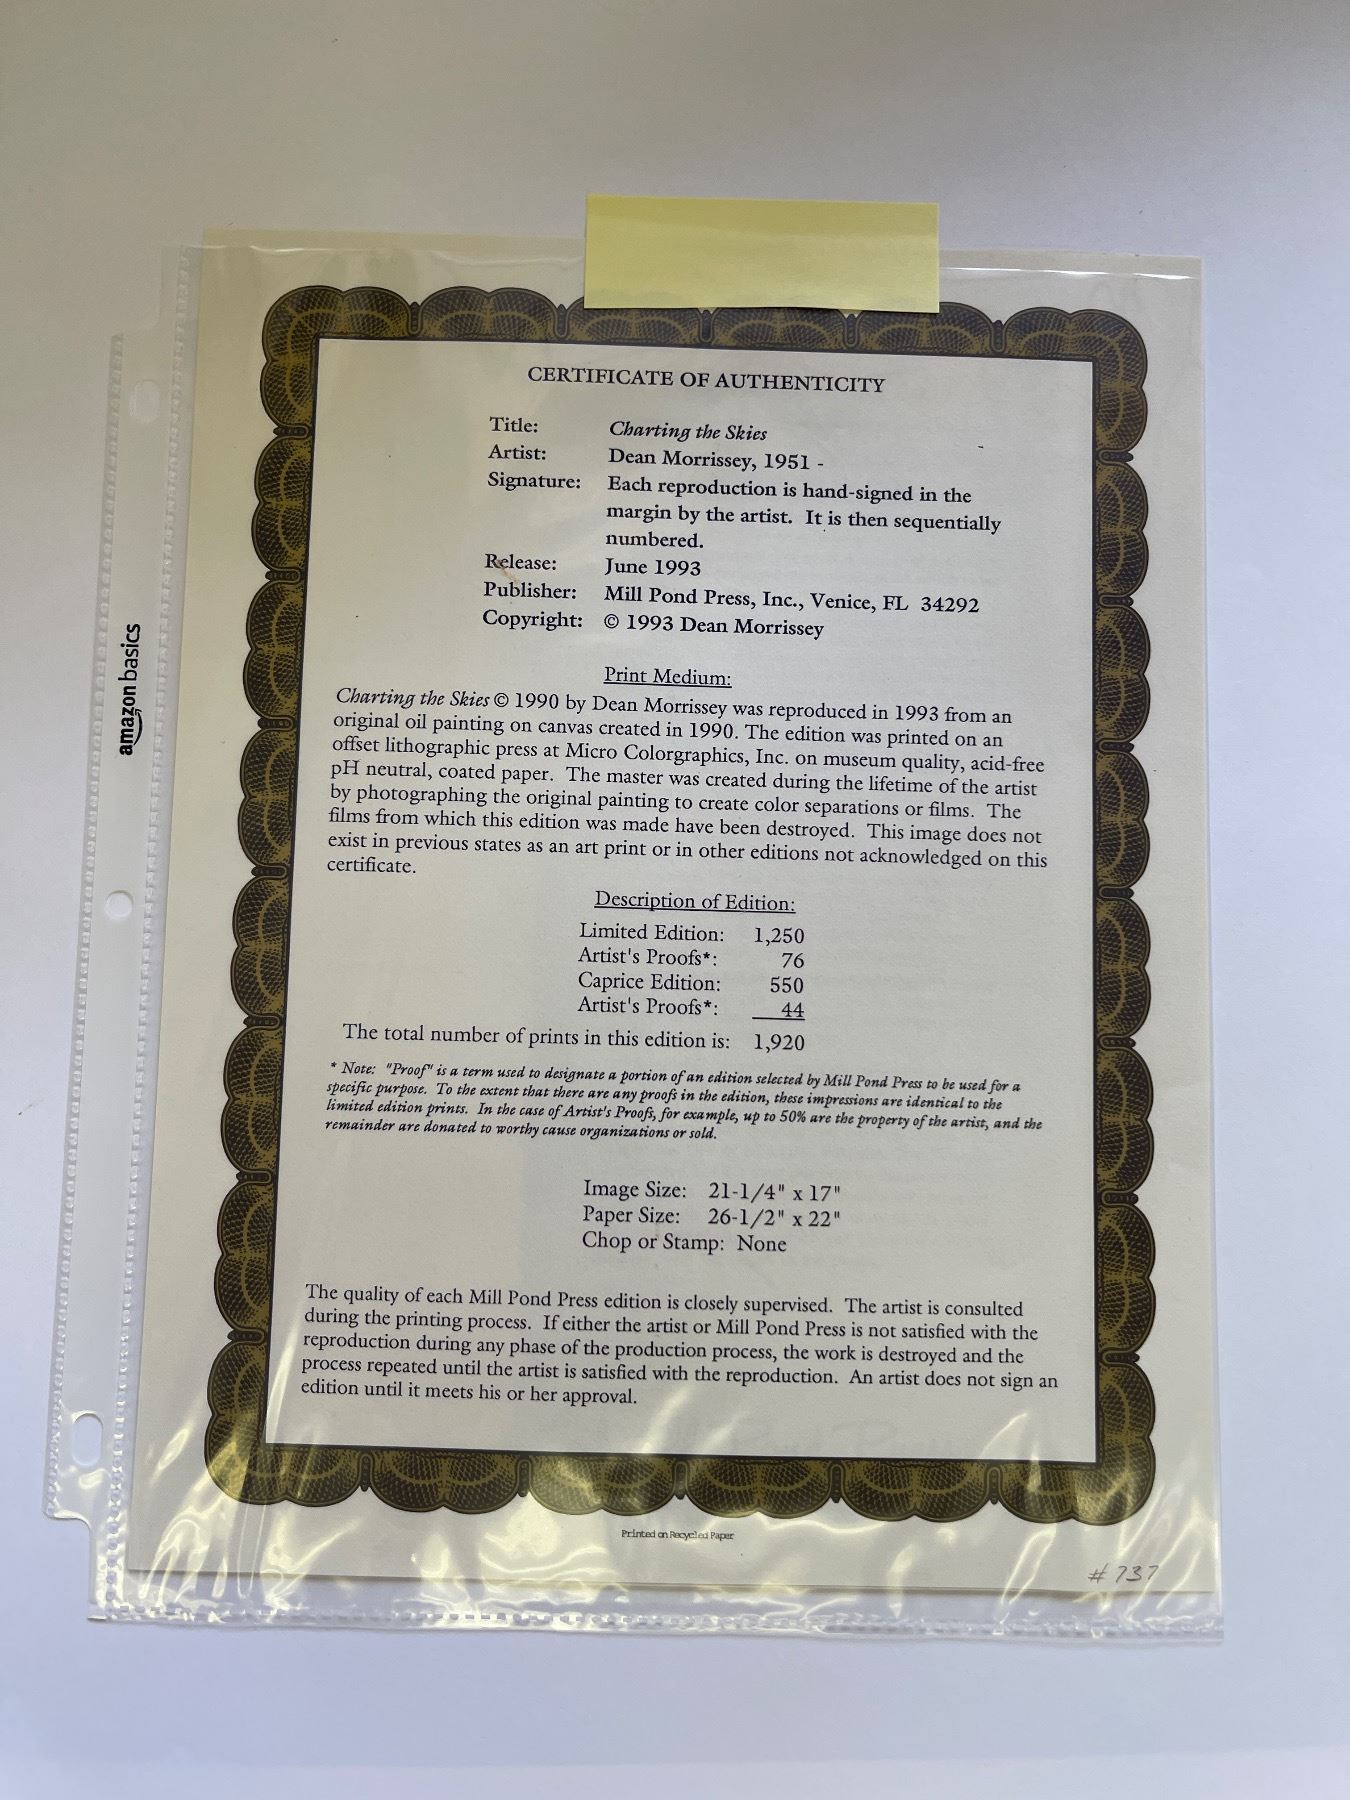 CERTIFICATE OF AUTHENTICITY
Title: Charting the Skies
Artist: Dean Morrissey, 1951 -
Signature: Each reproduction is hand-signed in the
margin by the artist. It is then sequentially
numbered.
Release: June 1993
Publisher: Mill Pond Press, Inc., Venice, FL 34292
Copyright: © 1993 Dean Morrissey
Print Medium:
Charting the Skies © 1990 by Dean Morrissey was reproduced in 1993 from an
original oil painting on canvas created in 1990. The edition was printed on an
offset lithographic press at Micro Colorgraphics, Inc. on museum quality, acid-free
pH neutral, coated paper. The master was created during the lifetime of the artist
by photographing the original painting to create color separations or films. The
films from which this edition was made have been destroyed. This image does not
exist in previous states as an art print or in other editions not acknowledged on this
certificate.
Description of Edition:
Limited Edition: 1,250
Artist's Proofs*: 76
Caprice Edition: 550
Artist's Proofs*: 44
The total number of prints in this edition is: 1,920
* Note: "Proof" is a term used to designate a portion of an edition selected by Mill Pond Press to be used for a
specific purpose. To the extent that there are any proofs in the edition, these impressions are identical to the
limited edition prints. In the case of Artist's Proofs, for example, up to 50% are the property of the artist, and the
remainder are donated to worthy cause organizations or sold.
Image Size: 21-1/4" x 17"
Paper Size: 26-1/2" x 22"
Chop or Stamp: None
The quality of each Mill Pond Press edition is closely supervised. The artist is consulted
during the printing process. If either the artist or Mill Pond Press is not satisfied with the
reproduction during any phase of the production process, the work is destroyed and the
process repeated until the artist is satisfied with the reproduction. An artist does not sign an
edition until it meets his or her approval.
Printed on Recycled Paper
# 737
amazon basics